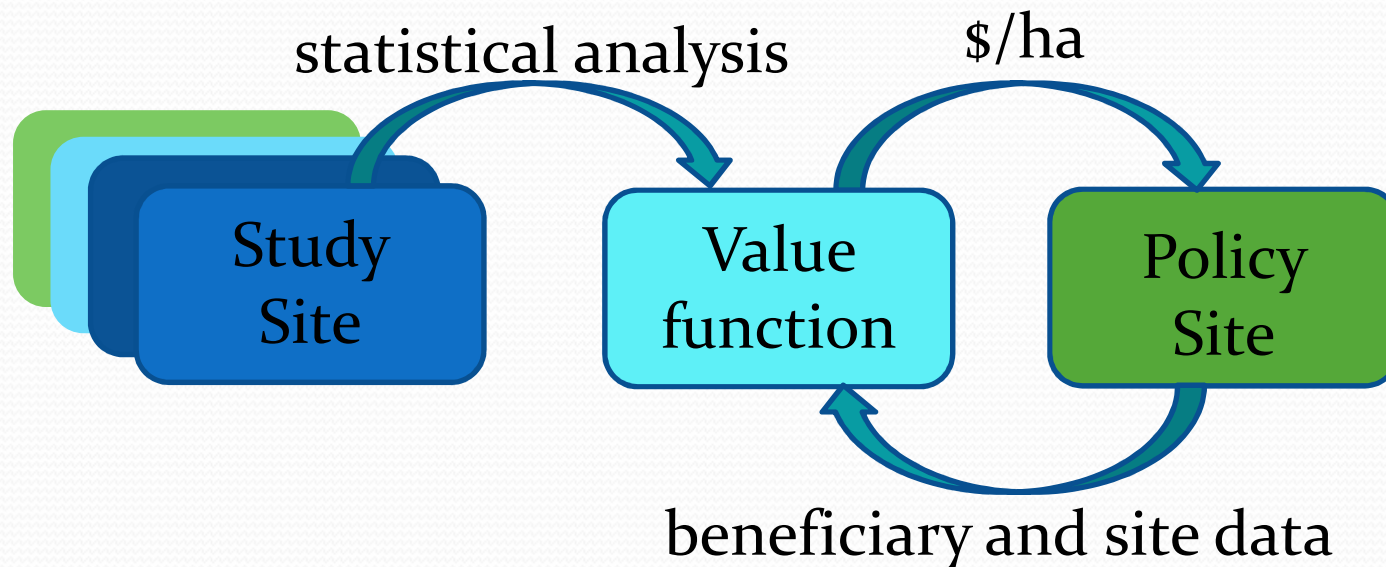 statistical analysis
$/ha
Study
Site
Value
function
Policy
Site
beneficiary and site data